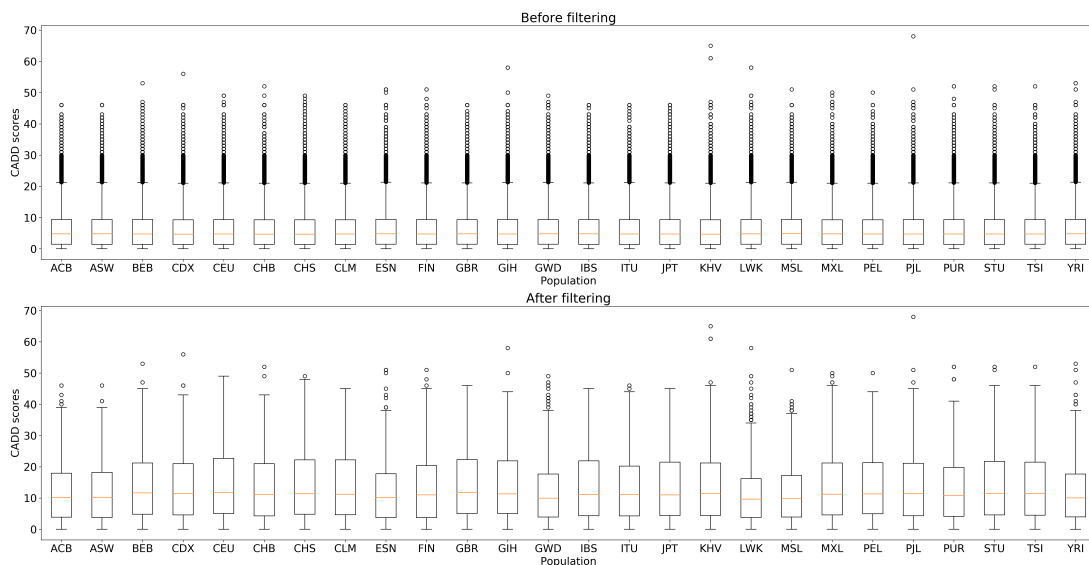 Before filtering
CADD scores
70
60
50
40
30
20
10
0
ACB ASW BEB CDX CEU CHB CHS CLM ESN FIN GBR GIH GWD IBS ITU JPT KHV LWK MSL MXL PEL PJL PUR STU TSI YRI
Population
After filtering
CADD scores
70
60
50
40
30
20
10
0
ACB ASW BEB CDX CEU CHB CHS CLM ESN FIN GBR GIH GWD IBS ITU JPT KHV LWK MSL MXL PEL PJL PUR STU TSI YRI
Population